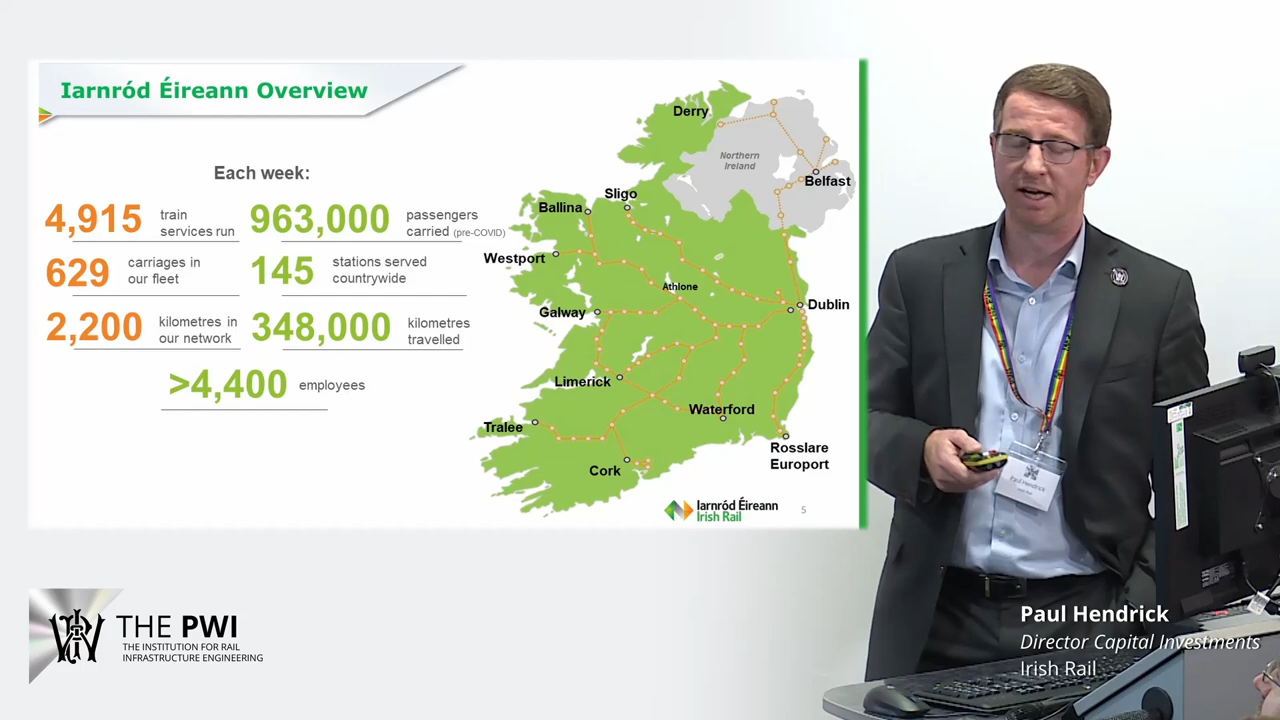 Iarnród Éireann Overview
Each week:
4,915 train services run
963,000 passengers carried (pre-COVID)
629 carriages in our fleet
145 stations served countrywide
2,200 kilometres in our network
348,000 kilometres travelled
>4,400 employees
Derry
Northern
Ireland
Belfast
Sligo
Ballina
Westport
Athlone
Dublin
Galway
Limerick
Waterford
Tralee
Rosslare
Europort
Cork
Iarnród Éireann
Irish Rail
5
THE PWI
THE INSTITUTION FOR RAIL
INFRASTRUCTURE ENGINEERING
Paul Hendrick
Paul Hendrick
Director Capital Investments
Irish Rail